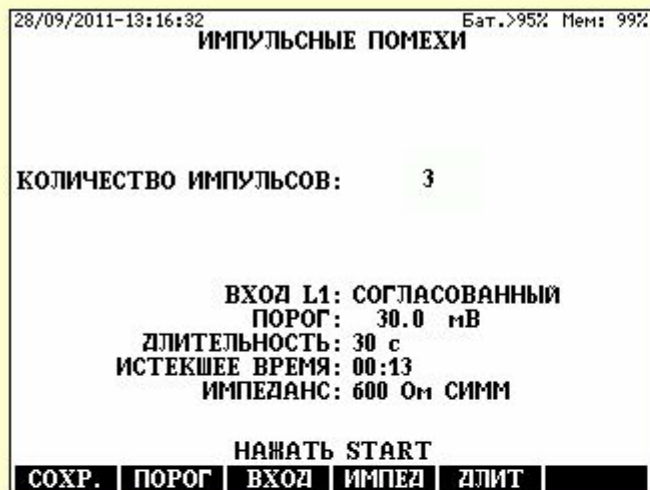 28/09/2011-13:16:32 Бат.>95% Мем: 99%
ИМПУЛЬСНЫЕ ПОМЕХИ
КОЛИЧЕСТВО ИМПУЛЬСОВ: 3
ВХОД L1: СОГЛАСОВАННЫЙ
ПОРОГ: 30.0 мВ
ДЛИТЕЛЬНОСТЬ: 30 с
ИСТЕКШЕЕ ВРЕМЯ: 00:13
ИМПЕДАНС: 600 Ом СИММ
НАЖАТЬ START
СОХР. ПОРОГ ВХОД ИМПЕД ДЛИТ